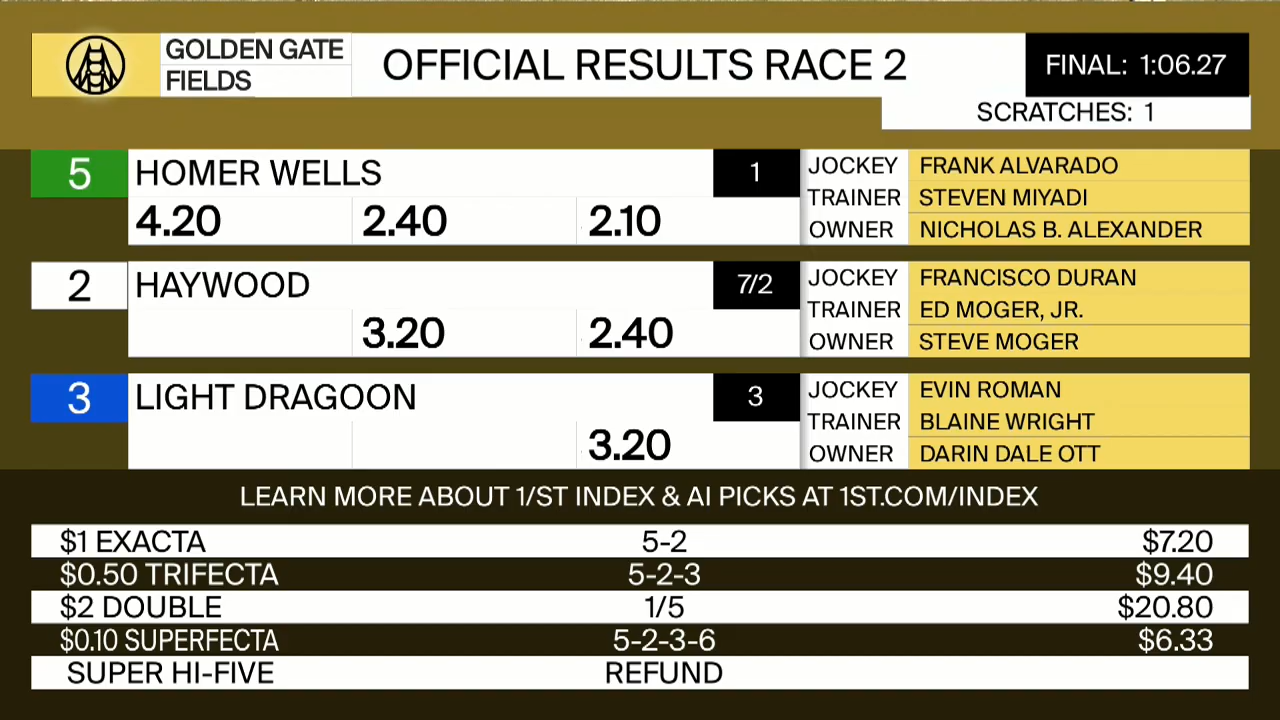 GOLDEN GATE FIELDS
OFFICIAL RESULTS RACE 2
FINAL: 1:06.27
SCRATCHES: 1
5 HOMER WELLS 1
4.20 2.40 2.10
JOCKEY FRANK ALVARADO
TRAINER STEVEN MIYADI
OWNER NICHOLAS B. ALEXANDER
2 HAYWOOD 7/2
3.20 2.40
JOCKEY FRANCISCO DURAN
TRAINER ED MOGER, JR.
OWNER STEVE MOGER
3 LIGHT DRAGOON 3
3.20
JOCKEY EVIN ROMAN
TRAINER BLAINE WRIGHT
OWNER DARIN DALE OTT
LEARN MORE ABOUT 1/ST INDEX & AI PICKS AT 1ST.COM/INDEX
$1 EXACTA 5-2 $7.20
$0.50 TRIFECTA 5-2-3 $9.40
$2 DOUBLE 1/5 $20.80
$0.10 SUPERFECTA 5-2-3-6 $6.33
SUPER HI-FIVE REFUND